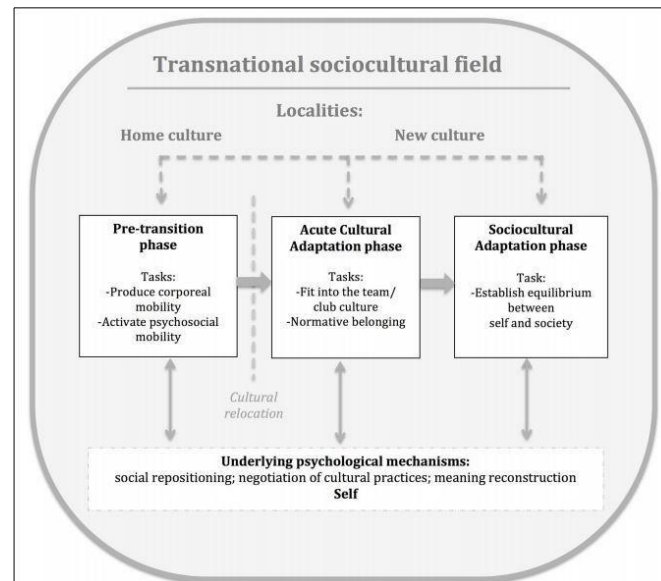 Transnational sociocultural field
Localities:
Home culture
New culture
Pre-transition
phase
Tasks:
-Produce corporeal
mobility
-Activate psychosocial
mobility
Cultural
relocation
Acute Cultural
Adaptation phase
Tasks:
-Fit into the team/
club culture
-Normative belonging
Sociocultural
Adaptation phase
Task:
-Establish equilibrium
between
self and society
Underlying psychological mechanisms:
social repositioning; negotiation of cultural practices; meaning reconstruction
Self